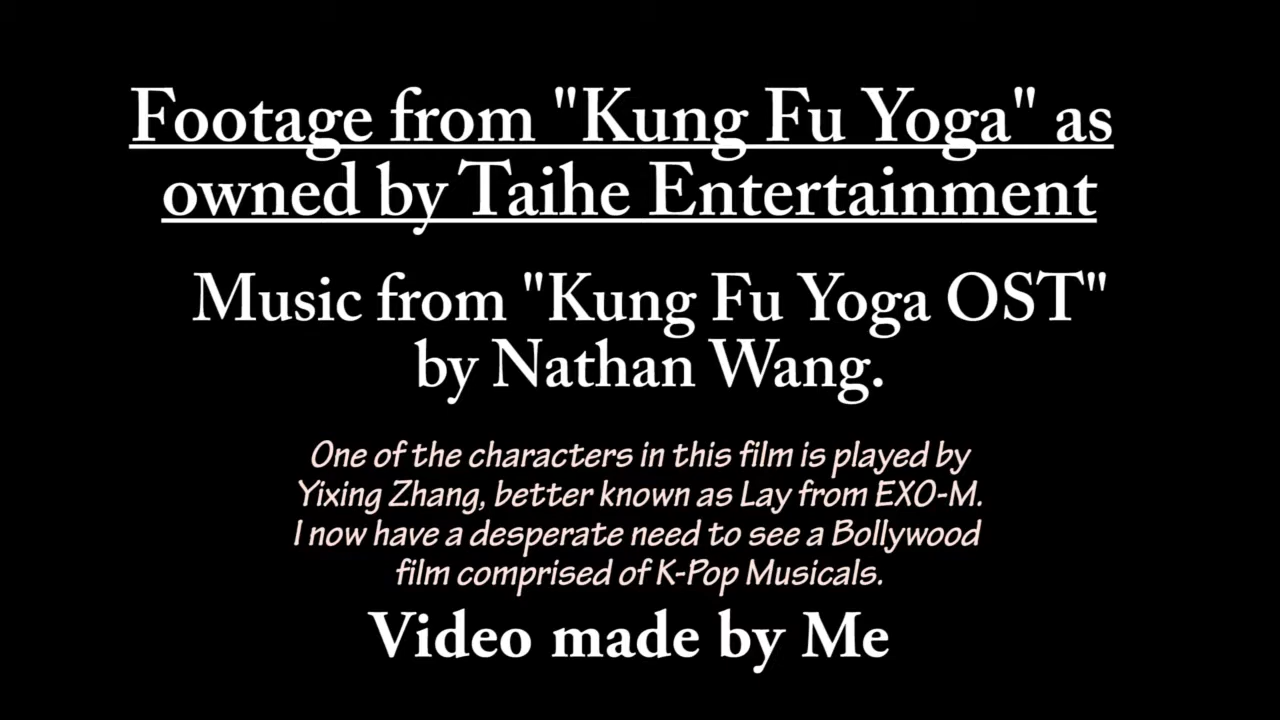 Footage from "Kung Fu Yoga" as
owned by Taihe Entertainment
Music from "Kung Fu Yoga OST"
by Nathan Wang.
One of the characters in this film is played by
Yixing Zhang, better known as Lay from EXO-M.
I now have a desperate need to see a Bollywood
film comprised of K-Pop Musicals.
Video made by Me